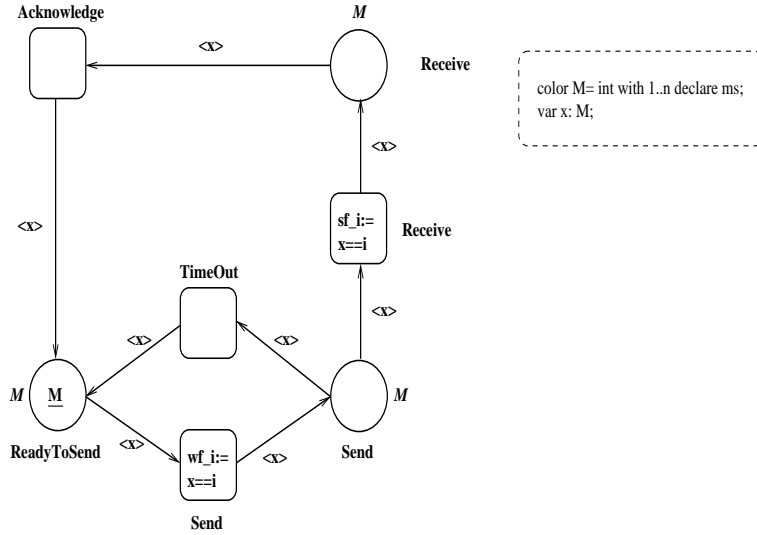 Acknowledge
M
<x>
Receive
color M= int with 1..n declare ms;
var x: M;
<x>
sf_i:=
x==i
Receive
<x>
TimeOut
<x>
<x>
<x>
M
M
M
ReadyToSend
<x>
wf_i:=
x==i
<x>
Send
Send